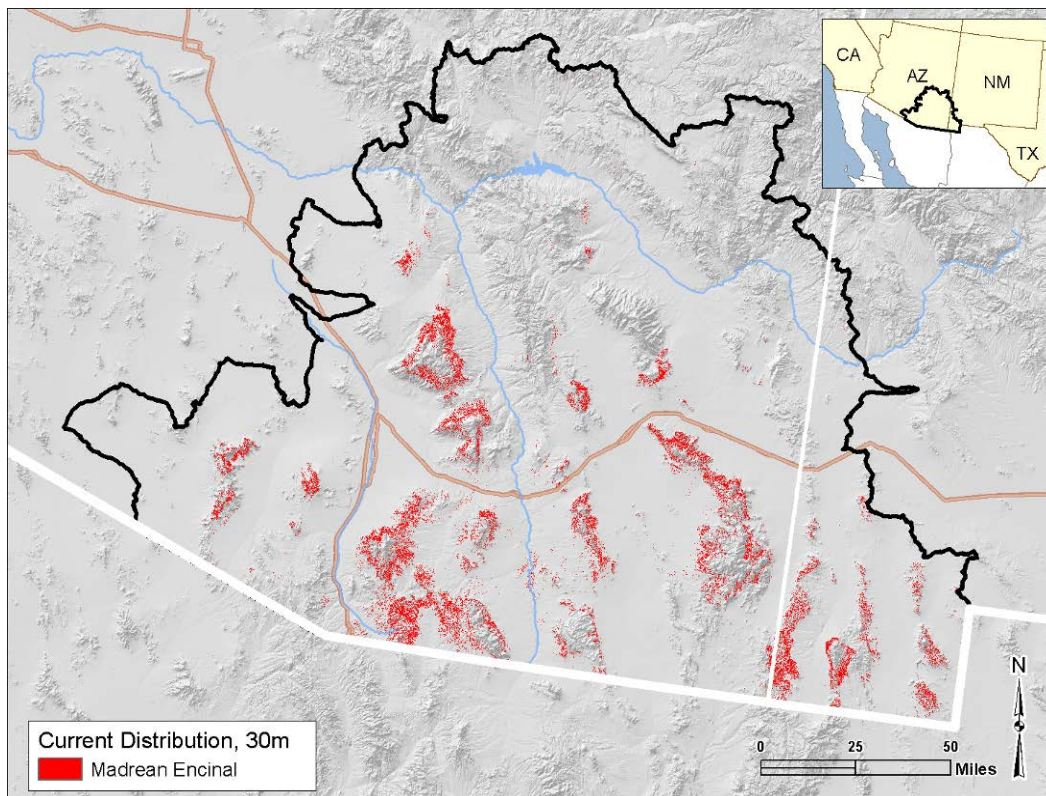 CA
AZ
NM
TX
N
Current Distribution, 30m
Madrean Encinal
0 25 50
Miles